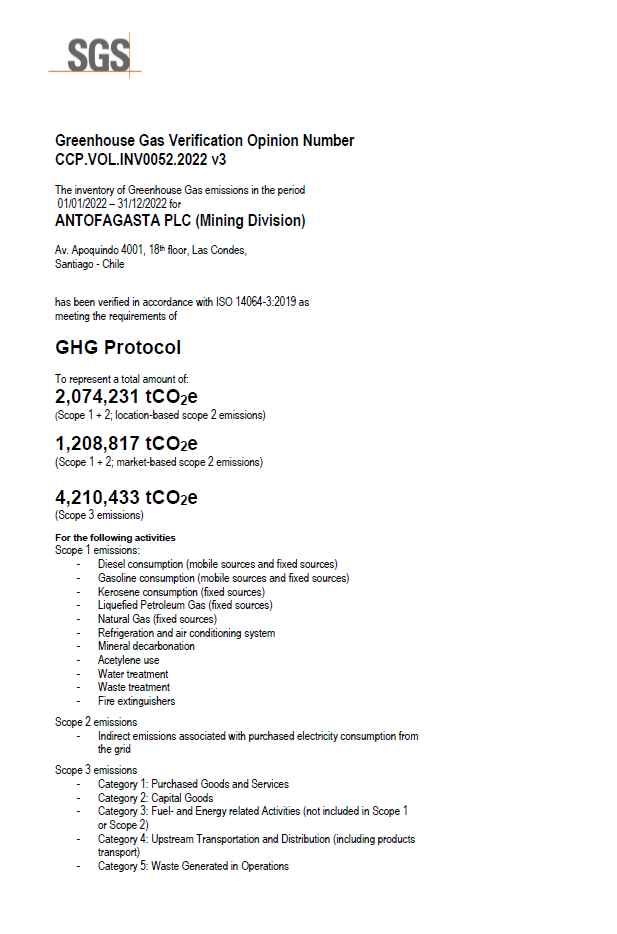 SGS
Greenhouse Gas Verification Opinion Number
CCP.VOL.INV0052.2022 v3
The inventory of Greenhouse Gas emissions in the period
01/01/2022 – 31/12/2022 for
ANTOFAGASTA PLC (Mining Division)
Av. Apoquindo 4001, 18th floor, Las Condes,
Santiago - Chile
has been verified in accordance with ISO 14064-3:2019 as
meeting the requirements of
GHG Protocol
To represent a total amount of:
2,074,231 tCO₂e
(Scope 1 + 2; location-based scope 2 emissions)
1,208,817 tCO₂e
(Scope 1 + 2; market-based scope 2 emissions)
4,210,433 tCO₂e
(Scope 3 emissions)
For the following activities
Scope 1 emissions:
- Diesel consumption (mobile sources and fixed sources)
- Gasoline consumption (mobile sources and fixed sources)
- Kerosene consumption (fixed sources)
- Liquefied Petroleum Gas (fixed sources)
- Natural Gas (fixed sources)
- Refrigeration and air conditioning system
- Mineral decarbonation
- Acetylene use
- Water treatment
- Waste treatment
- Fire extinguishers
Scope 2 emissions
- Indirect emissions associated with purchased electricity consumption from
the grid
Scope 3 emissions
- Category 1: Purchased Goods and Services
- Category 2: Capital Goods
- Category 3: Fuel- and Energy related Activities (not included in Scope 1
or Scope 2)
- Category 4: Upstream Transportation and Distribution (including products
transport)
- Category 5: Waste Generated in Operations